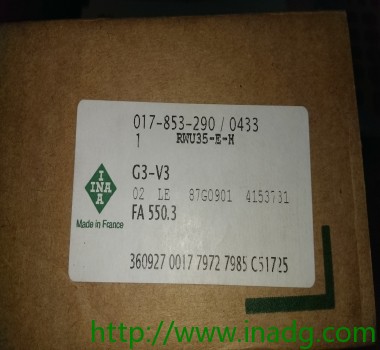 017-853-290 / 0433
1 RWU35-E-H
INA
INA
Made in France
G3-V3
02 LE 87G0901 4153731
FA 550.3
360927 0017 7972 7985 C51725
http://www.inadg.com